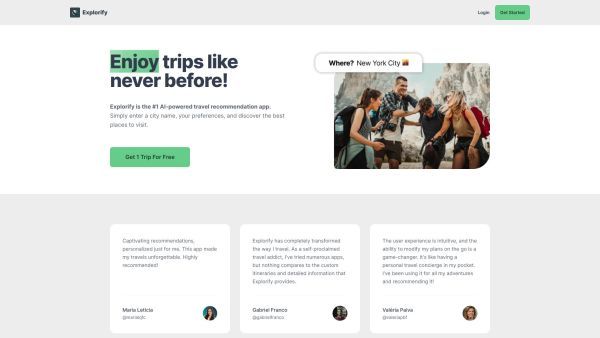 Explorify
Login
Get Started
Enjoy trips like
never before!
Where? New York City
Explorify is the #1 AI-powered travel recommendation app.
Simply enter a city name, your preferences, and discover the best
places to visit.
Get 1 Trip For Free
Captivating recommendations,
personalized just for me. This app made
my travels unforgettable. Highly
recommended!
Maria Letícia
Explorify has completely transformed
the way I travel. As a self-proclaimed
travel addict, I've tried numerous apps,
but nothing compares to the custom
itineraries and detailed information that
Explorify provides.
Gabriel Franco
@gabrielfranco
The user experience is intuitive, and the
ability to modify my plans on the go is a
game-changer. It's like having a
personal travel concierge in my pocket.
I've been using it for all my adventures
and recommending it!
Valéria Paiva